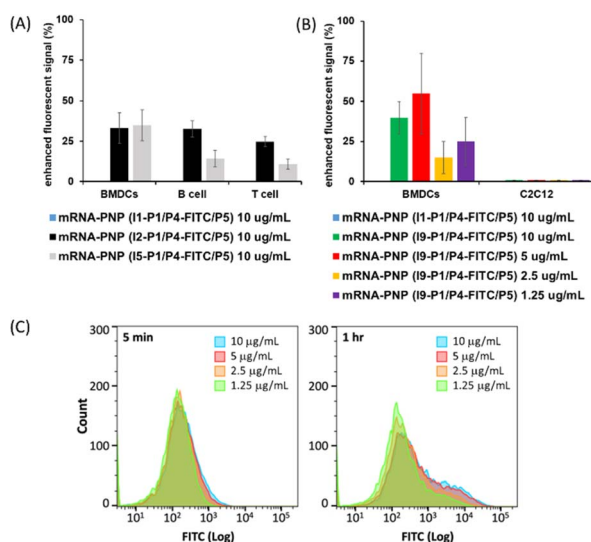 (A)
enhanced fluorescent signal (%)
100
75
50
25
0
BMDCs B cell T cell
mRNA-PNP (I1-P1/P4-FITC/P5) 10 ug/mL
mRNA-PNP (I2-P1/P4-FITC/P5) 10 ug/mL
mRNA-PNP (I5-P1/P4-FITC/P5) 10 ug/mL
(B)
enhanced fluorescent signal (%)
100
75
50
25
0
BMDCs C2C12
mRNA-PNP (I1-P1/P4-FITC/P5) 10 ug/mL
mRNA-PNP (I9-P1/P4-FITC/P5) 10 ug/mL
mRNA-PNP (I9-P1/P4-FITC/P5) 5 ug/mL
mRNA-PNP (I9-P1/P4-FITC/P5) 2.5 ug/mL
mRNA-PNP (I9-P1/P4-FITC/P5) 1.25 ug/mL
(C)
Count
300
200
100
0
5 min
10 µg/mL
5 µg/mL
2.5 µg/mL
1.25 µg/mL
10¹ 10² 10³ 10⁴ 10⁵
FITC (Log)
300
200
100
0
1 hr
10 µg/mL
5 µg/mL
2.5 µg/mL
1.25 µg/mL
10¹ 10² 10³ 10⁴ 10⁵
FITC (Log)